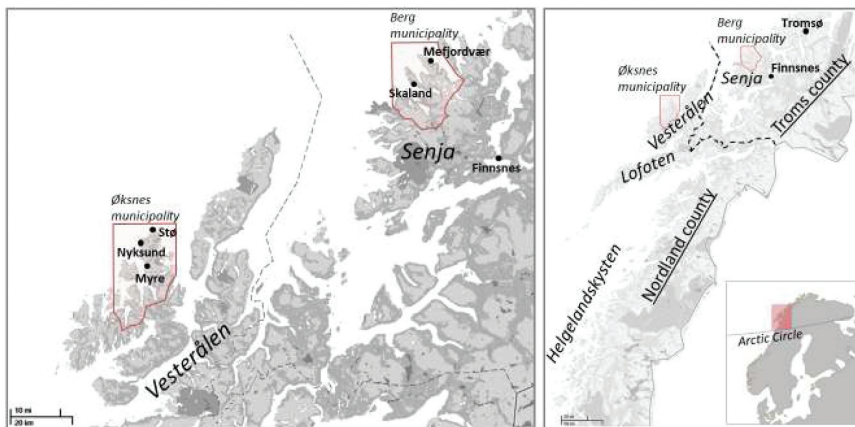 Berg
municipality
Mefjordvær
Skaland
Senja
Finnsnes
Øksnes
municipality
Stø
Nyksund
Myre
Vesterålen
10 mi
20 km
Berg
municipality
Tromsø
Finnsnes
Senja
Øksnes
municipality
Vesterålen
Troms county
Lofoten
Nordland county
Helgelandskysten
Arctic Circle